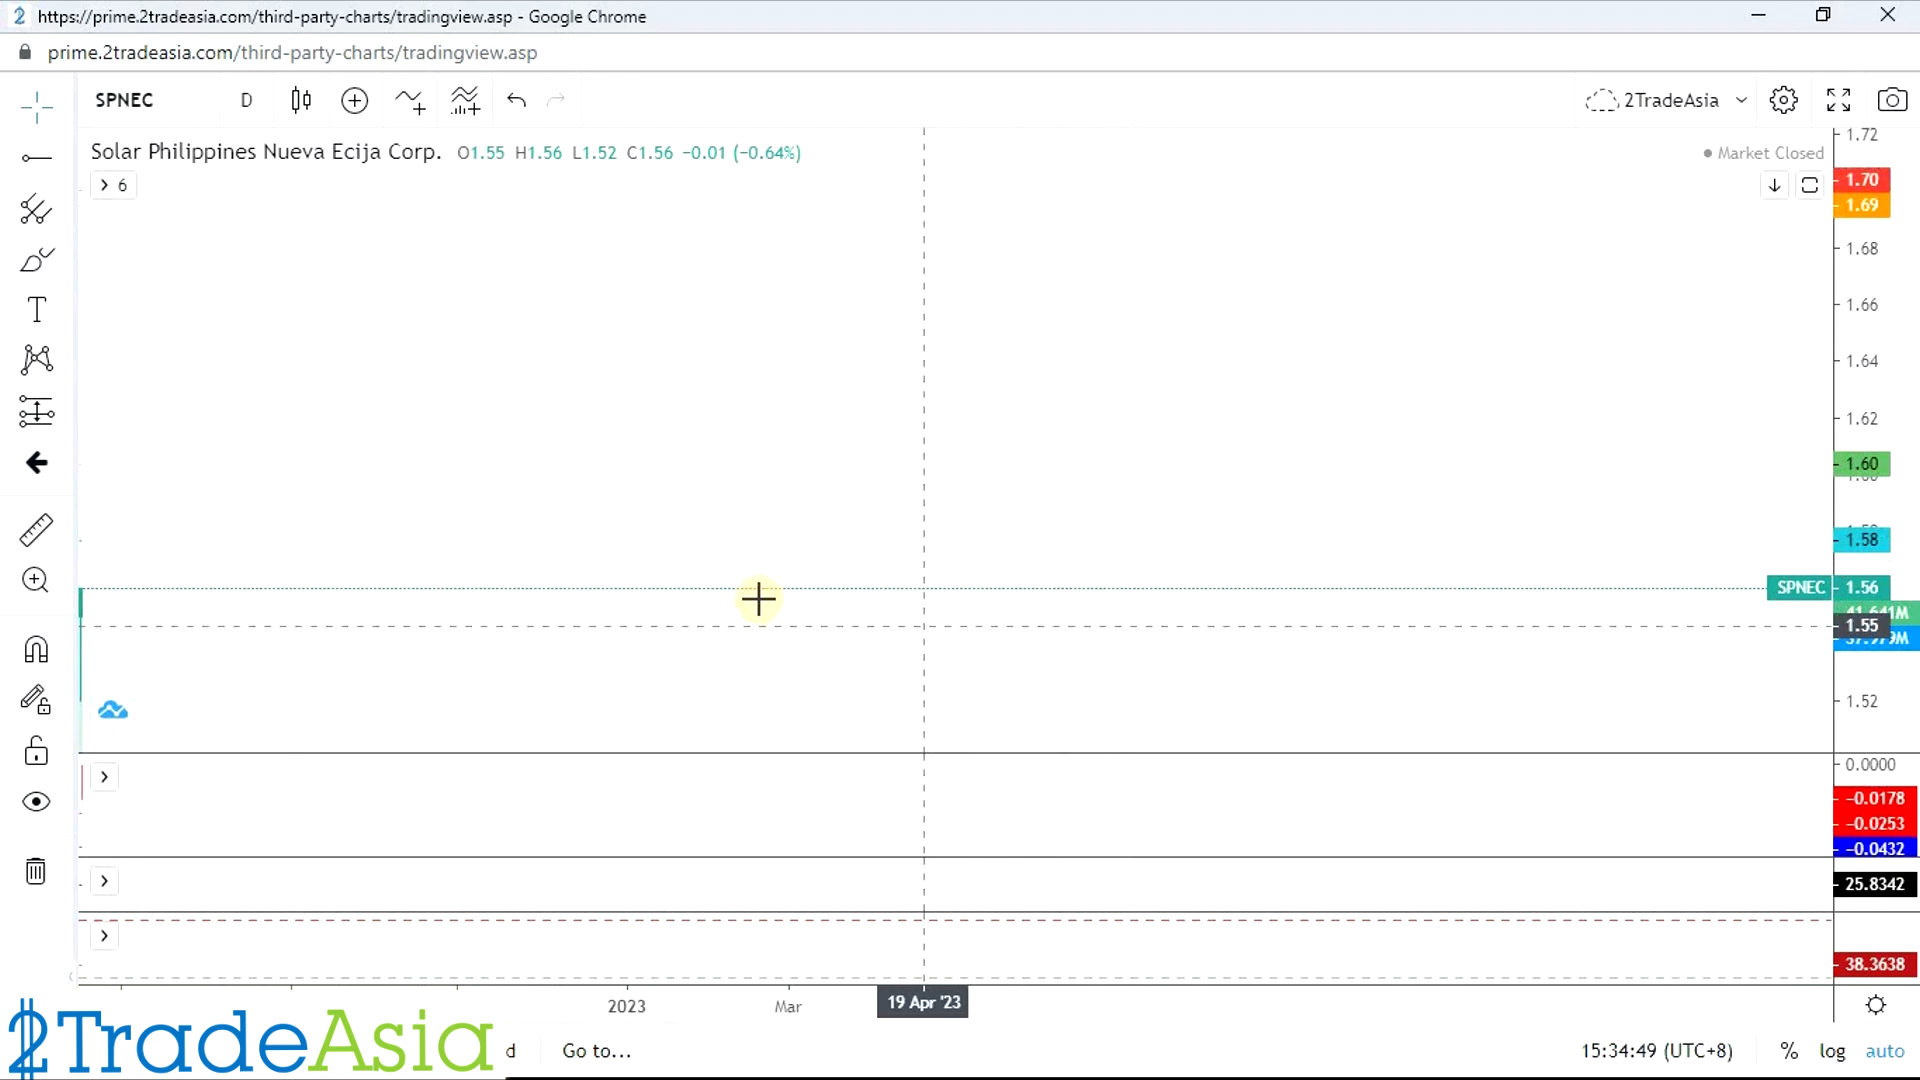 https://prime.2tradeasia.com/third-party-charts/tradingview.asp - Google Chrome
prime.2tradeasia.com/third-party-charts/tradingview.asp
SPNEC D 2TradeAsia
Solar Philippines Nueva Ecija Corp. O1.55 H1.56 L1.52 C1.56 −0.01 (−0.64%)
Market Closed
6
1.72
1.70
1.69
1.68
1.66
1.64
1.62
1.60
1.58
SPNEC 1.56
41.641M
1.55
37.979M
1.52
0.0000
−0.0178
−0.0253
−0.0432
25.8342
38.3638
2023 Mar 19 Apr '23
2TradeAsia
d Go to... 15:34:49 (UTC+8) % log auto